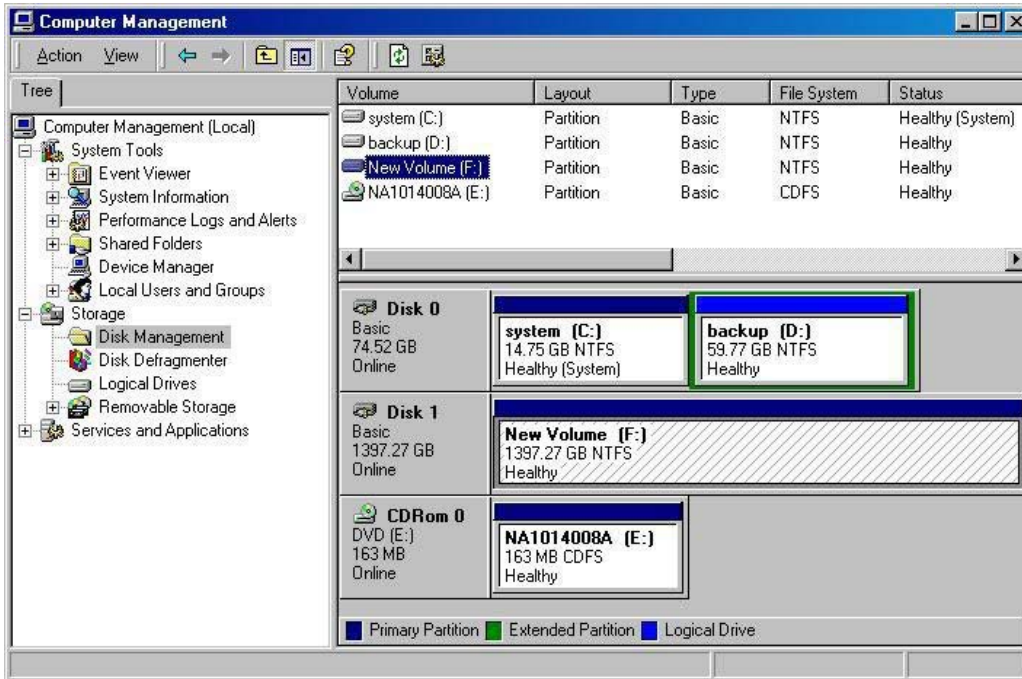 Computer Management
Action View
Tree
Computer Management (Local)
System Tools
Event Viewer
System Information
Performance Logs and Alerts
Shared Folders
Device Manager
Local Users and Groups
Storage
Disk Management
Disk Defragmenter
Logical Drives
Removable Storage
Services and Applications
Volume Layout Type File System Status
system (C:) Partition Basic NTFS Healthy (System)
backup (D:) Partition Basic NTFS Healthy
New Volume (F:) Partition Basic NTFS Healthy
NA1014008A (E:) Partition Basic CDFS Healthy
Disk 0
Basic
74.52 GB
Online
system (C:)
14.75 GB NTFS
Healthy (System)
backup (D:)
59.77 GB NTFS
Healthy
Disk 1
Basic
1397.27 GB
Online
New Volume (F:)
1397.27 GB NTFS
Healthy
CDRom 0
DVD (E:)
163 MB
Online
NA1014008A (E:)
163 MB CDFS
Healthy
Primary Partition Extended Partition Logical Drive